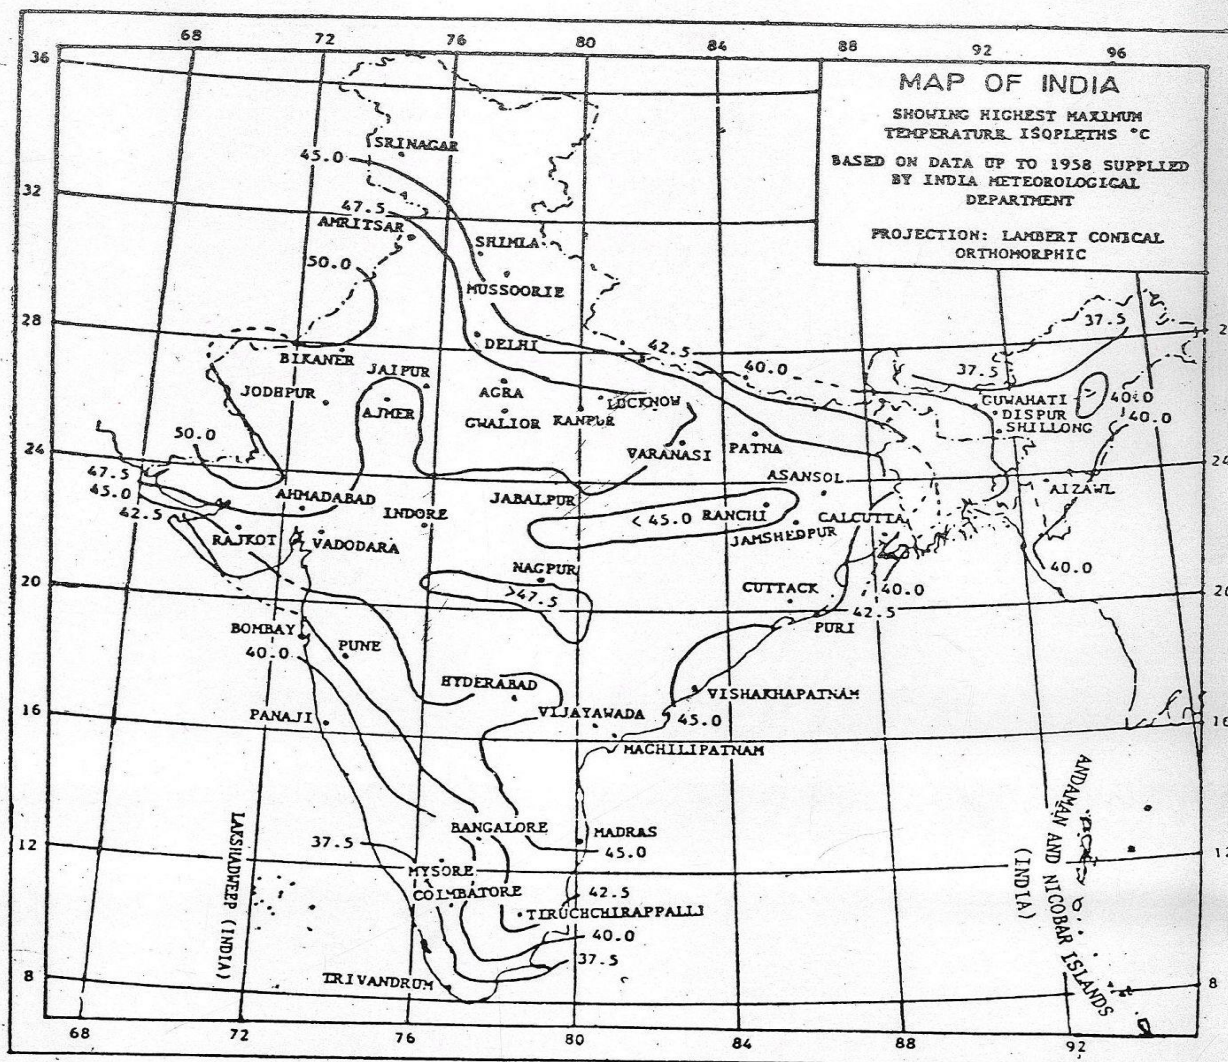 68 72 76 80 84 88 92 96
36
MAP OF INDIA
SHOWING HIGHEST MAXIMUM
TEMPERATURE ISOPLETHS °C
BASED ON DATA UP TO 1958 SUPPLIED
BY INDIA METEOROLOGICAL
DEPARTMENT
PROJECTION: LAMBERT CONICAL
ORTHOMORPHIC
SRINAGAR
45.0
32
47.5
AMRITSAR
SHIMLA
50.0
MUSSOORIE
28
37.5
DELHI
42.5
BIKANER
40.0
JAIPUR
37.5
JODHPUR
AGRA
LUCKNOW
GUWAHATI
40.0
AJMER
GWALIOR
KANPUR
DISPUR
40.0
SHILLONG
50.0
VARANASI
PATNA
24
24
47.5
ASANSOL
45.0
AHMADABAD
JABALPUR
AIZAWL
42.5
INDORE
< 45.0
RANCHI
CALCUTTA
RAJKOT
VADODARA
JAMSHEDPUR
NAGPUR
40.0
20
>47.5
CUTTACK
40.0
20
42.5
BOMBAY
PUNE
PURI
40.0
HYDERABAD
VISHAKHAPATNAM
16
PANAJI
VIJAYAWADA
45.0
16
MACHILIPATNAM
ANDAMAN AND NICOBAR ISLANDS
(INDIA)
LAKSHADWEEP (INDIA)
BANGALORE
MADRAS
12
37.5
45.0
12
MYSORE
COIMBATORE
42.5
TIRUCHCHIRAPPALLI
40.0
37.5
8
TRIVANDRUM
8
68 72 76 80 84 88 92